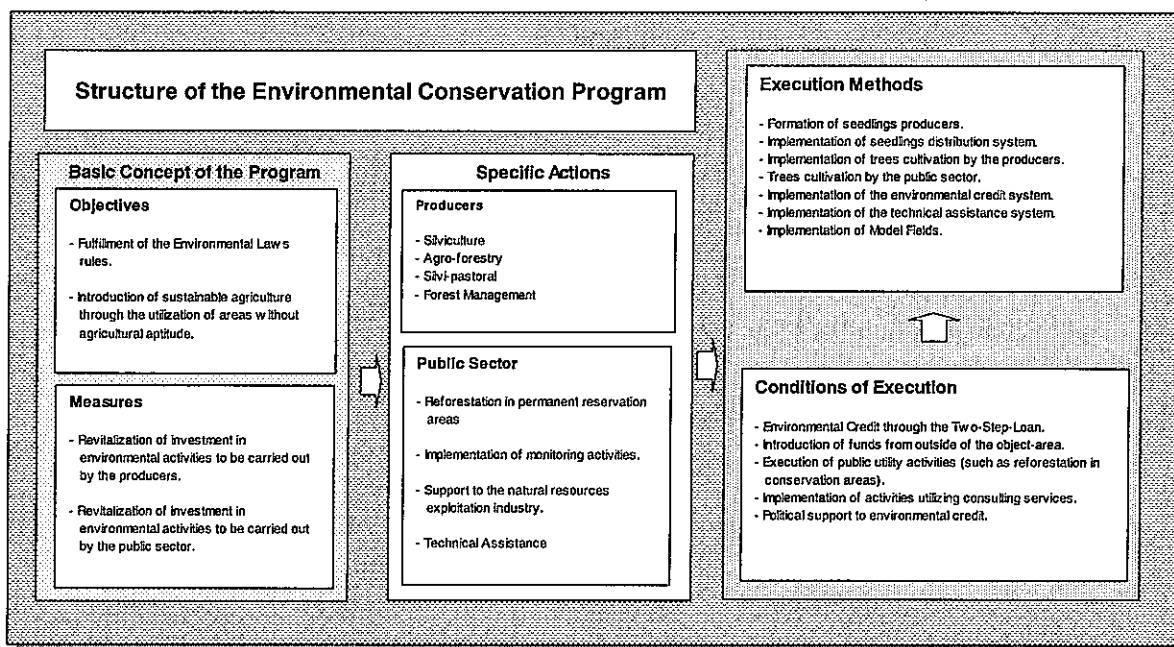 Structure of the Environmental Conservation Program
Basic Concept of the Program
Objectives
- Fulfillment of the Environmental Laws
rules.
- Introduction of sustainable agriculture
through the utilization of areas without
agricultural aptitude.
Measures
- Revitalization of investment in
environmental activities to be carried out
by the producers.
- Revitalization of investment in
environmental activities to be carried out
by the public sector.
Specific Actions
Producers
- Silviculture
- Agro-forestry
- Silvi-pastoral
- Forest Management
Public Sector
- Reforestation in permanent reservation
areas
- Implementation of monitoring activities.
- Support to the natural resources
exploitation industry.
- Technical Assistance
Execution Methods
- Formation of seedlings producers.
- Implementation of seedlings distribution system.
- Implementation of trees cultivation by the producers.
- Trees cultivation by the public sector.
- Implementation of the environmental credit system.
- Implementation of the technical assistance system.
- Implementation of Model Fields.
Conditions of Execution
- Environmental Credit through the Two-Step-Loan.
- Introduction of funds from outside of the object-area.
- Execution of public utility activities (such as reforestation in
conservation areas).
- Implementation of activities utilizing consulting services.
- Political support to environmental credit.